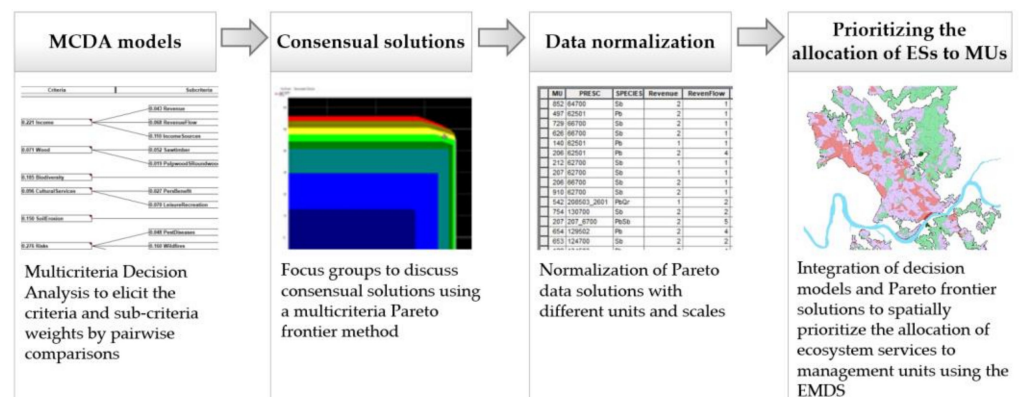 MCDA models
Consensual solutions
Data normalization
Prioritizing the
allocation of ESs to MUs
Criteria
Subcriteria
0.043 Revenue
0.221 Income
0.068 RevenueFlow
0.110 IncomeSources
0.071 Wood
0.052 Sawtimber
0.019 PulpwoodNRoundwoo
0.185 Biodiversity
0.096 CulturalServices
0.027 PersBenefit
0.070 LeisureRecreation
0.150 SoilErosion
0.048 PestDiseases
0.276 Risks
0.160 Wildfires
MU PRESC SPECIES Revenue RevenFlow
852 64700 Sb 2 1
497 62501 Pb 2 1
729 66700 Sb 2 1
626 66700 Sb 2 1
140 62501 Pb 1 1
206 62501 Pb 2 4
212 62700 Sb 1 1
207 62700 Sb 1 1
206 66700 Sb 2 1
910 62700 Sb 2 1
542 208503_2601 PbQr 1 2
754 130700 Sb 2 2
207 207_6700 PbSb 2 5
654 129502 Pb 2 4
653 124700 Sb 2 2
Multicriteria Decision
Analysis to elicit the
criteria and sub-criteria
weights by pairwise
comparisons
Focus groups to discuss
consensual solutions using
a multicriteria Pareto
frontier method
Normalization of Pareto
data solutions with
different units and scales
Integration of decision
models and Pareto frontier
solutions to spatially
prioritize the allocation of
ecosystem services to
management units using the
EMDS